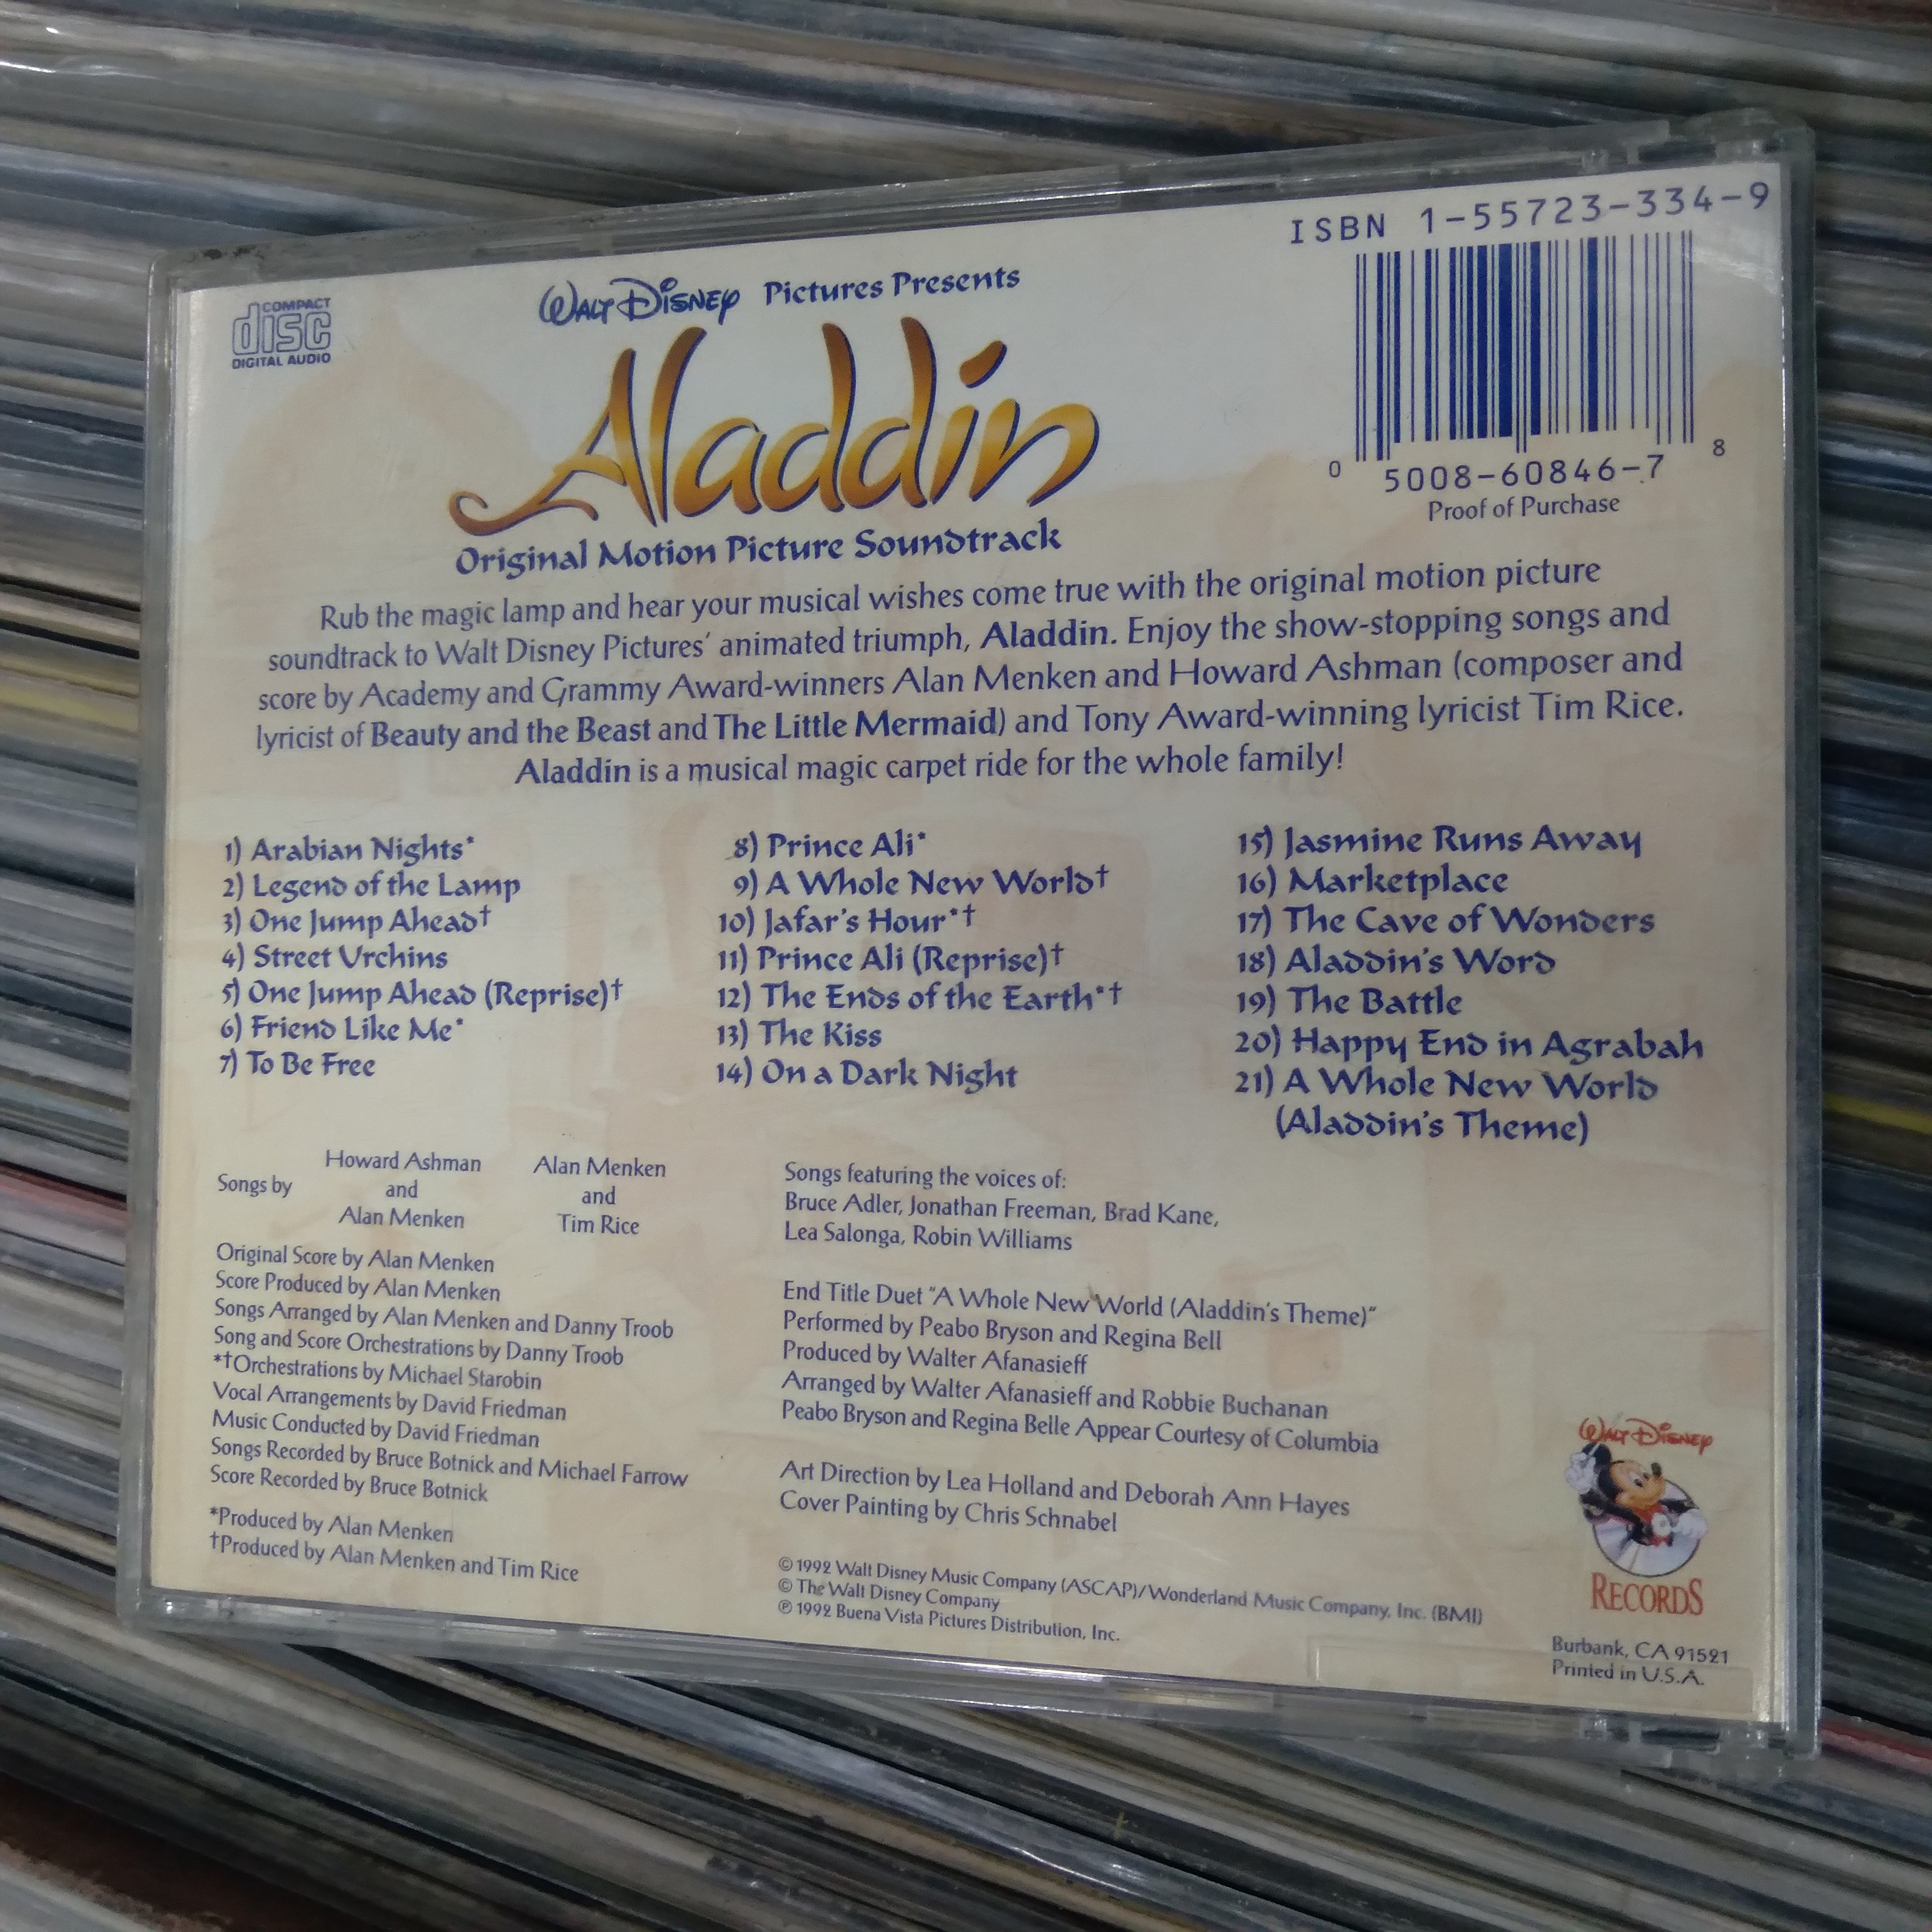 COMPACT
disc
DIGITAL AUDIO
WALT DISNEY Pictures Presents
Aladdin
Original Motion Picture Soundtrack
ISBN 1-55723-334-9
0 5008-60846-7 8
Proof of Purchase
Rub the magic lamp and hear your musical wishes come true with the original motion picture
soundtrack to Walt Disney Pictures' animated triumph, Aladdin. Enjoy the show-stopping songs and
score by Academy and Grammy Award-winners Alan Menken and Howard Ashman (composer and
lyricist of Beauty and the Beast and The Little Mermaid) and Tony Award-winning lyricist Tim Rice.
Aladdin is a musical magic carpet ride for the whole family!
1) Arabian Nights*
2) Legend of the Lamp
3) One Jump Ahead†
4) Street Urchins
5) One Jump Ahead (Reprise)†
6) Friend Like Me*
7) To Be Free
8) Prince Ali*
9) A Whole New World†
10) Jafar's Hour*†
11) Prince Ali (Reprise)†
12) The Ends of the Earth*†
13) The Kiss
14) On a Dark Night
15) Jasmine Runs Away
16) Marketplace
17) The Cave of Wonders
18) Aladdin's Word
19) The Battle
20) Happy End in Agrabah
21) A Whole New World
(Aladdin's Theme)
Songs by
Howard Ashman
and
Alan Menken
Alan Menken
and
Tim Rice
Original Score by Alan Menken
Score Produced by Alan Menken
Songs Arranged by Alan Menken and Danny Troob
Song and Score Orchestrations by Danny Troob
*†Orchestrations by Michael Starobin
Vocal Arrangements by David Friedman
Music Conducted by David Friedman
Songs Recorded by Bruce Botnick and Michael Farrow
Score Recorded by Bruce Botnick
*Produced by Alan Menken
†Produced by Alan Menken and Tim Rice
Songs featuring the voices of:
Bruce Adler, Jonathan Freeman, Brad Kane,
Lea Salonga, Robin Williams
End Title Duet "A Whole New World (Aladdin's Theme)"
Performed by Peabo Bryson and Regina Bell
Produced by Walter Afanasieff
Arranged by Walter Afanasieff and Robbie Buchanan
Peabo Bryson and Regina Belle Appear Courtesy of Columbia
Art Direction by Lea Holland and Deborah Ann Hayes
Cover Painting by Chris Schnabel
© 1992 Walt Disney Music Company (ASCAP)/Wonderland Music Company, Inc. (BMI)
© The Walt Disney Company
℗ 1992 Buena Vista Pictures Distribution, Inc.
WALT DISNEY
RECORDS
Burbank, CA 91521
Printed in U.S.A.